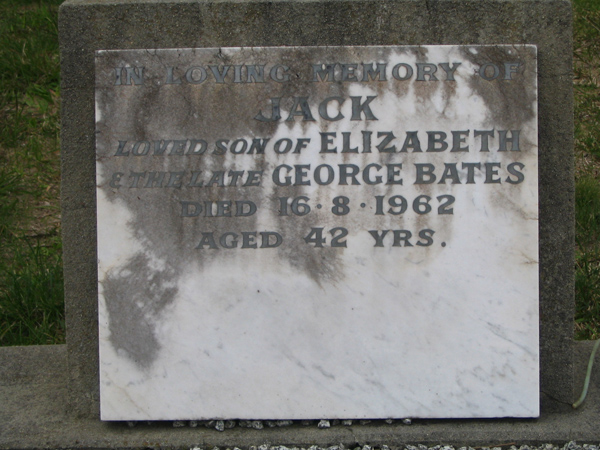 IN LOVING MEMORY OF
JACK
LOVED SON OF ELIZABETH
& THE LATE GEORGE BATES
DIED 16·8·1962
AGED 42 YRS.